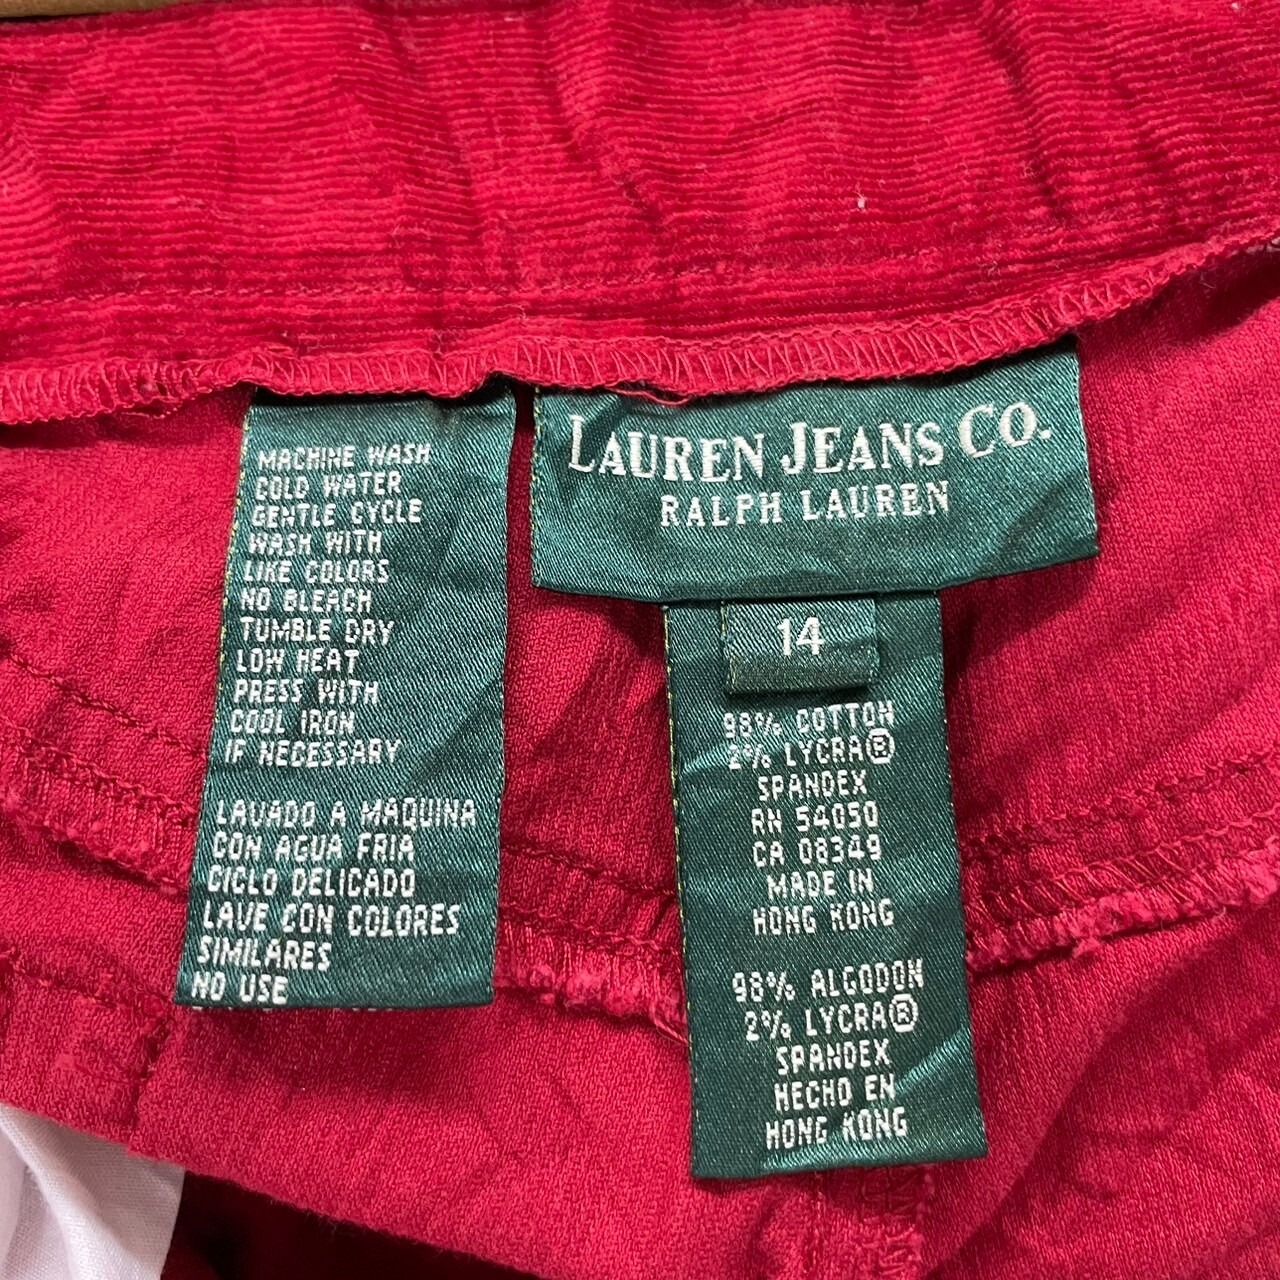 MACHINE WASH
COLD WATER
GENTLE CYCLE
WASH WITH
LIKE COLORS
NO BLEACH
TUMBLE DRY
LOW HEAT
PRESS WITH
COOL IRON
IF NECESSARY
LAVADO A MAQUINA
CON AGUA FRIA
CICLO DELICADO
LAVE CON COLORES
SIMILARES
NO USE
LAUREN JEANS CO.
RALPH LAUREN
14
98% COTTON
2% LYCRA®
SPANDEX
RN 54050
CA 08349
MADE IN
HONG KONG
98% ALGODON
2% LYCRA®
SPANDEX
HECHO EN
HONG KONG